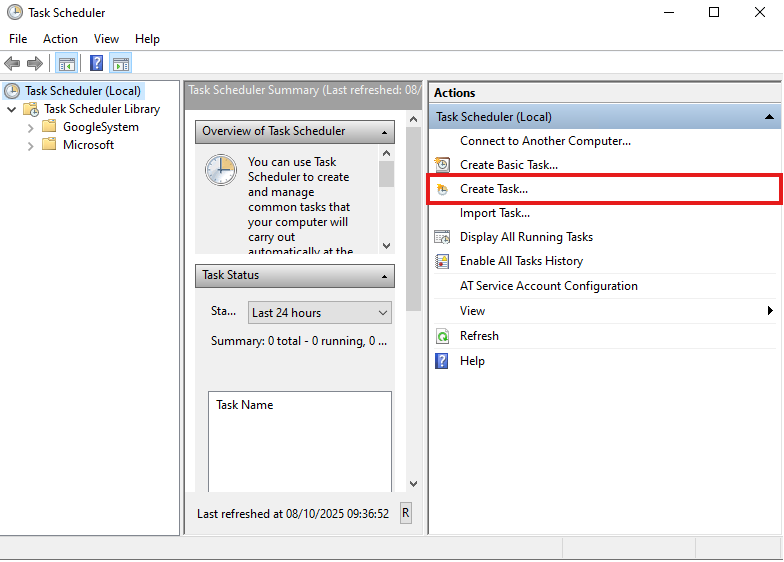 Task Scheduler
File Action View Help
Task Scheduler (Local)
Task Scheduler Library
GoogleSystem
Microsoft
Task Scheduler Summary (Last refreshed: 08/
Overview of Task Scheduler
You can use Task
Scheduler to create
and manage
common tasks that
your computer will
carry out
automatically at the
Task Status
Sta... Last 24 hours
Summary: 0 total - 0 running, 0 ...
Task Name
Last refreshed at 08/10/2025 09:36:52 R
Actions
Task Scheduler (Local)
Connect to Another Computer...
Create Basic Task...
Create Task...
Import Task...
Display All Running Tasks
Enable All Tasks History
AT Service Account Configuration
View
Refresh
Help